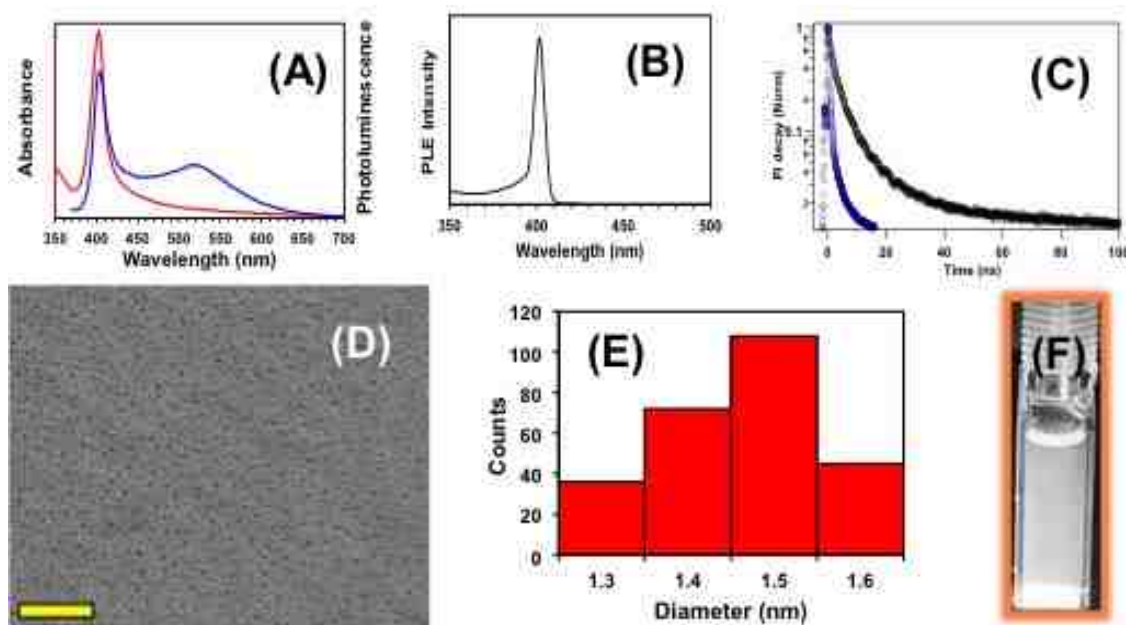 (A)
Absorbance
Photoluminescence
350 400 450 500 550 600 650 700
Wavelength (nm)
(B)
PLE Intensity
350 400 450 500
Wavelength (nm)
(C)
PI decay (Norm)
0.1
0 20 40 60 80 100
Time (ns)
(D)
(E)
Counts
120
100
80
60
40
20
0
1.3 1.4 1.5 1.6
Diameter (nm)
(F)